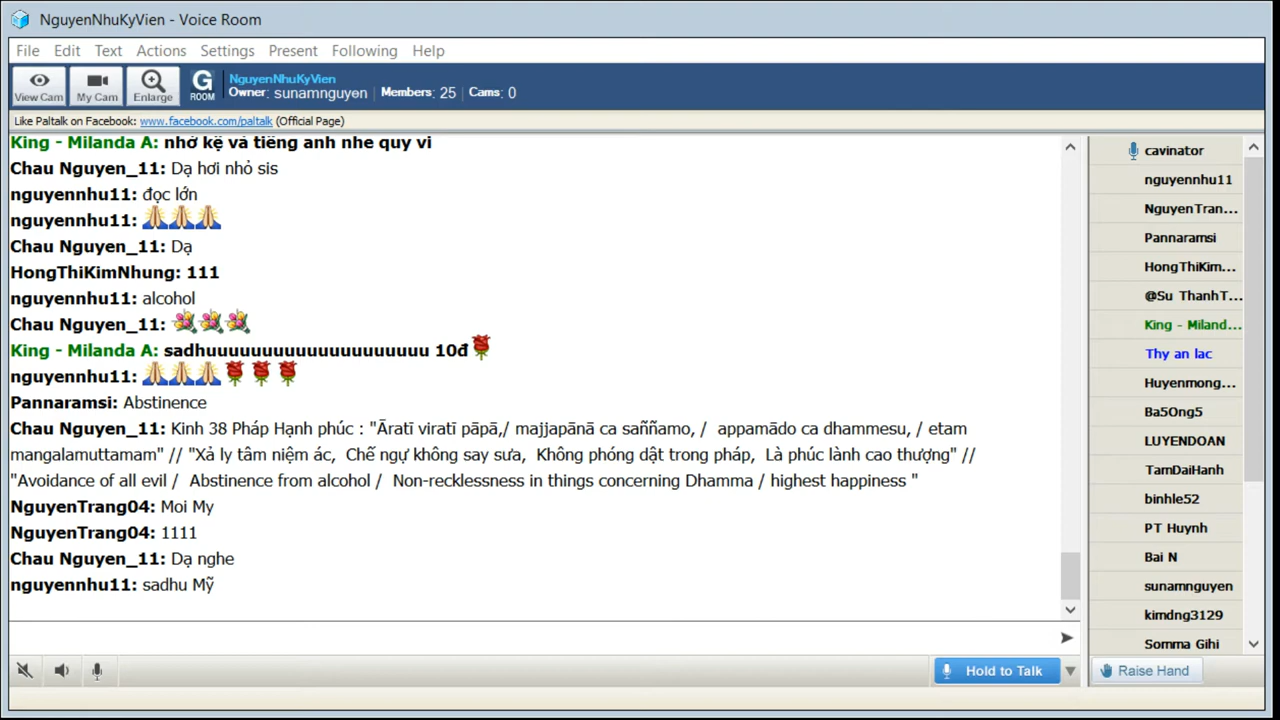 NguyenNhuKyVien - Voice Room
File Edit Text Actions Settings Present Following Help
View Cam
My Cam
Enlarge
G
ROOM
NguyenNhuKyVien
Owner: sunamnguyen | Members: 25 | Cams: 0
Like Paltalk on Facebook: www.facebook.com/paltalk (Official Page)
King - Milanda A: nhớ kệ và tiếng anh nhe quy vi
Chau Nguyen_11: Dạ hơi nhỏ sis
nguyennhu11: đọc lớn
nguyennhu11: 🙏🙏🙏
Chau Nguyen_11: Dạ
HongThiKimNhung: 111
nguyennhu11: alcohol
Chau Nguyen_11: 💐💐💐
King - Milanda A: sadhuuuuuuuuuuuuuuuuuuuu 10đ🌹
nguyennhu11: 🙏🙏🙏🌹🌹🌹
Pannaramsi: Abstinence
Chau Nguyen_11: Kinh 38 Pháp Hạnh phúc : "Āratī viratī pāpā,/ majjapānā ca saññamo, / appamādo ca dhammesu, / etam
mangalamuttamam" // "Xả ly tâm niệm ác, Chế ngự không say sưa, Không phóng dật trong pháp, Là phúc lành cao thượng" //
"Avoidance of all evil / Abstinence from alcohol / Non-recklessness in things concerning Dhamma / highest happiness "
NguyenTrang04: Moi My
NguyenTrang04: 1111
Chau Nguyen_11: Dạ nghe
nguyennhu11: sadhu Mỹ
Hold to Talk
cavinator
nguyennhu11
NguyenTran...
Pannaramsi
HongThiKim...
@Su ThanhT...
King - Miland...
Thy an lac
Huyenmong...
Ba5Ong5
LUYENDOAN
TamDaiHanh
binhle52
PT Huynh
Bai N
sunamnguyen
kimdng3129
Somma Gihi
Raise Hand